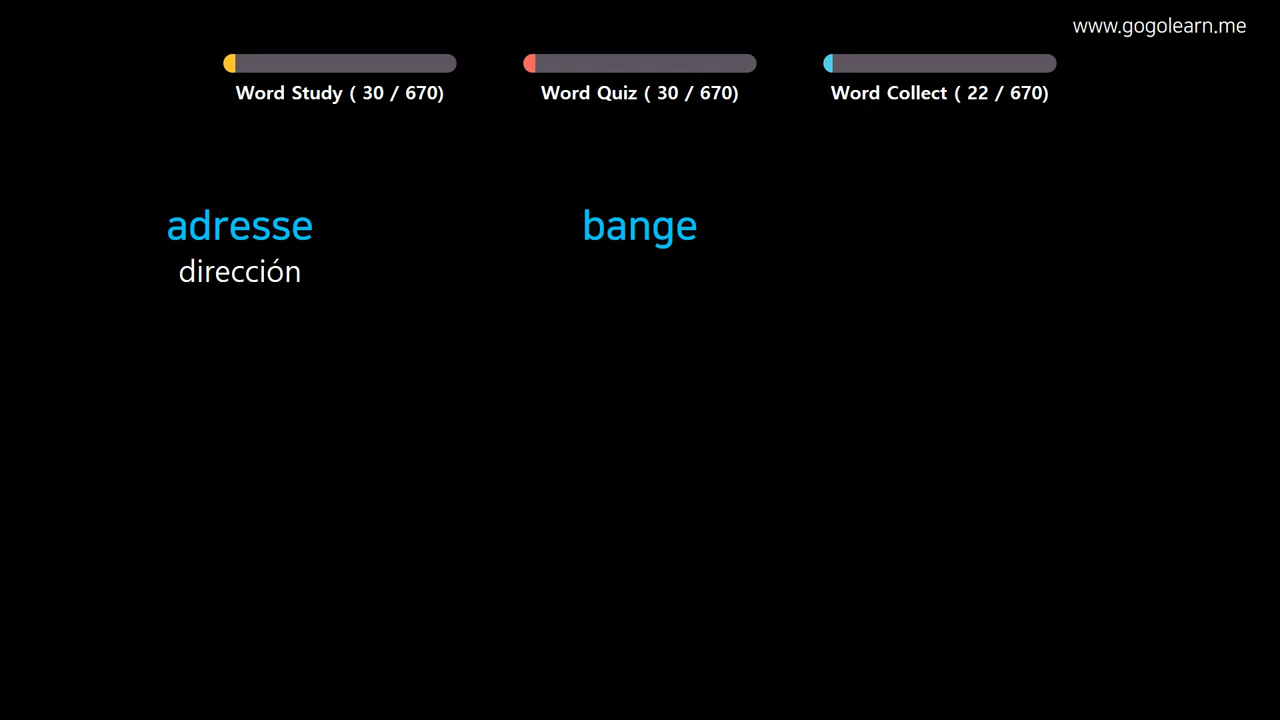 www.gogolearn.me
Word Study ( 30 / 670)
Word Quiz ( 30 / 670)
Word Collect ( 22 / 670)
adresse
dirección
bange